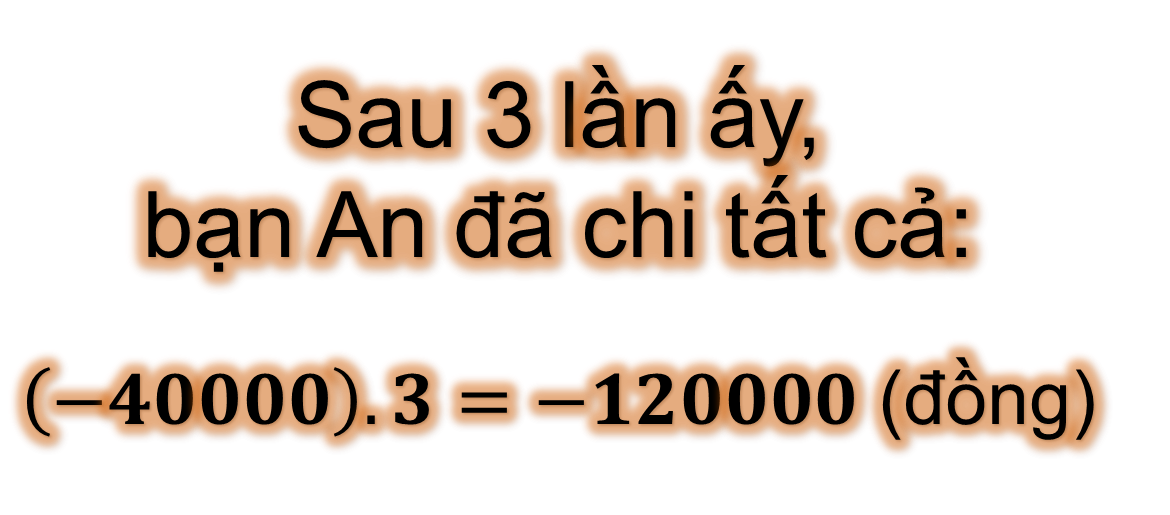 Sau 3 lần ấy,
bạn An đã chi tất cả:
(−40000). 3 = −120000 (đồng)